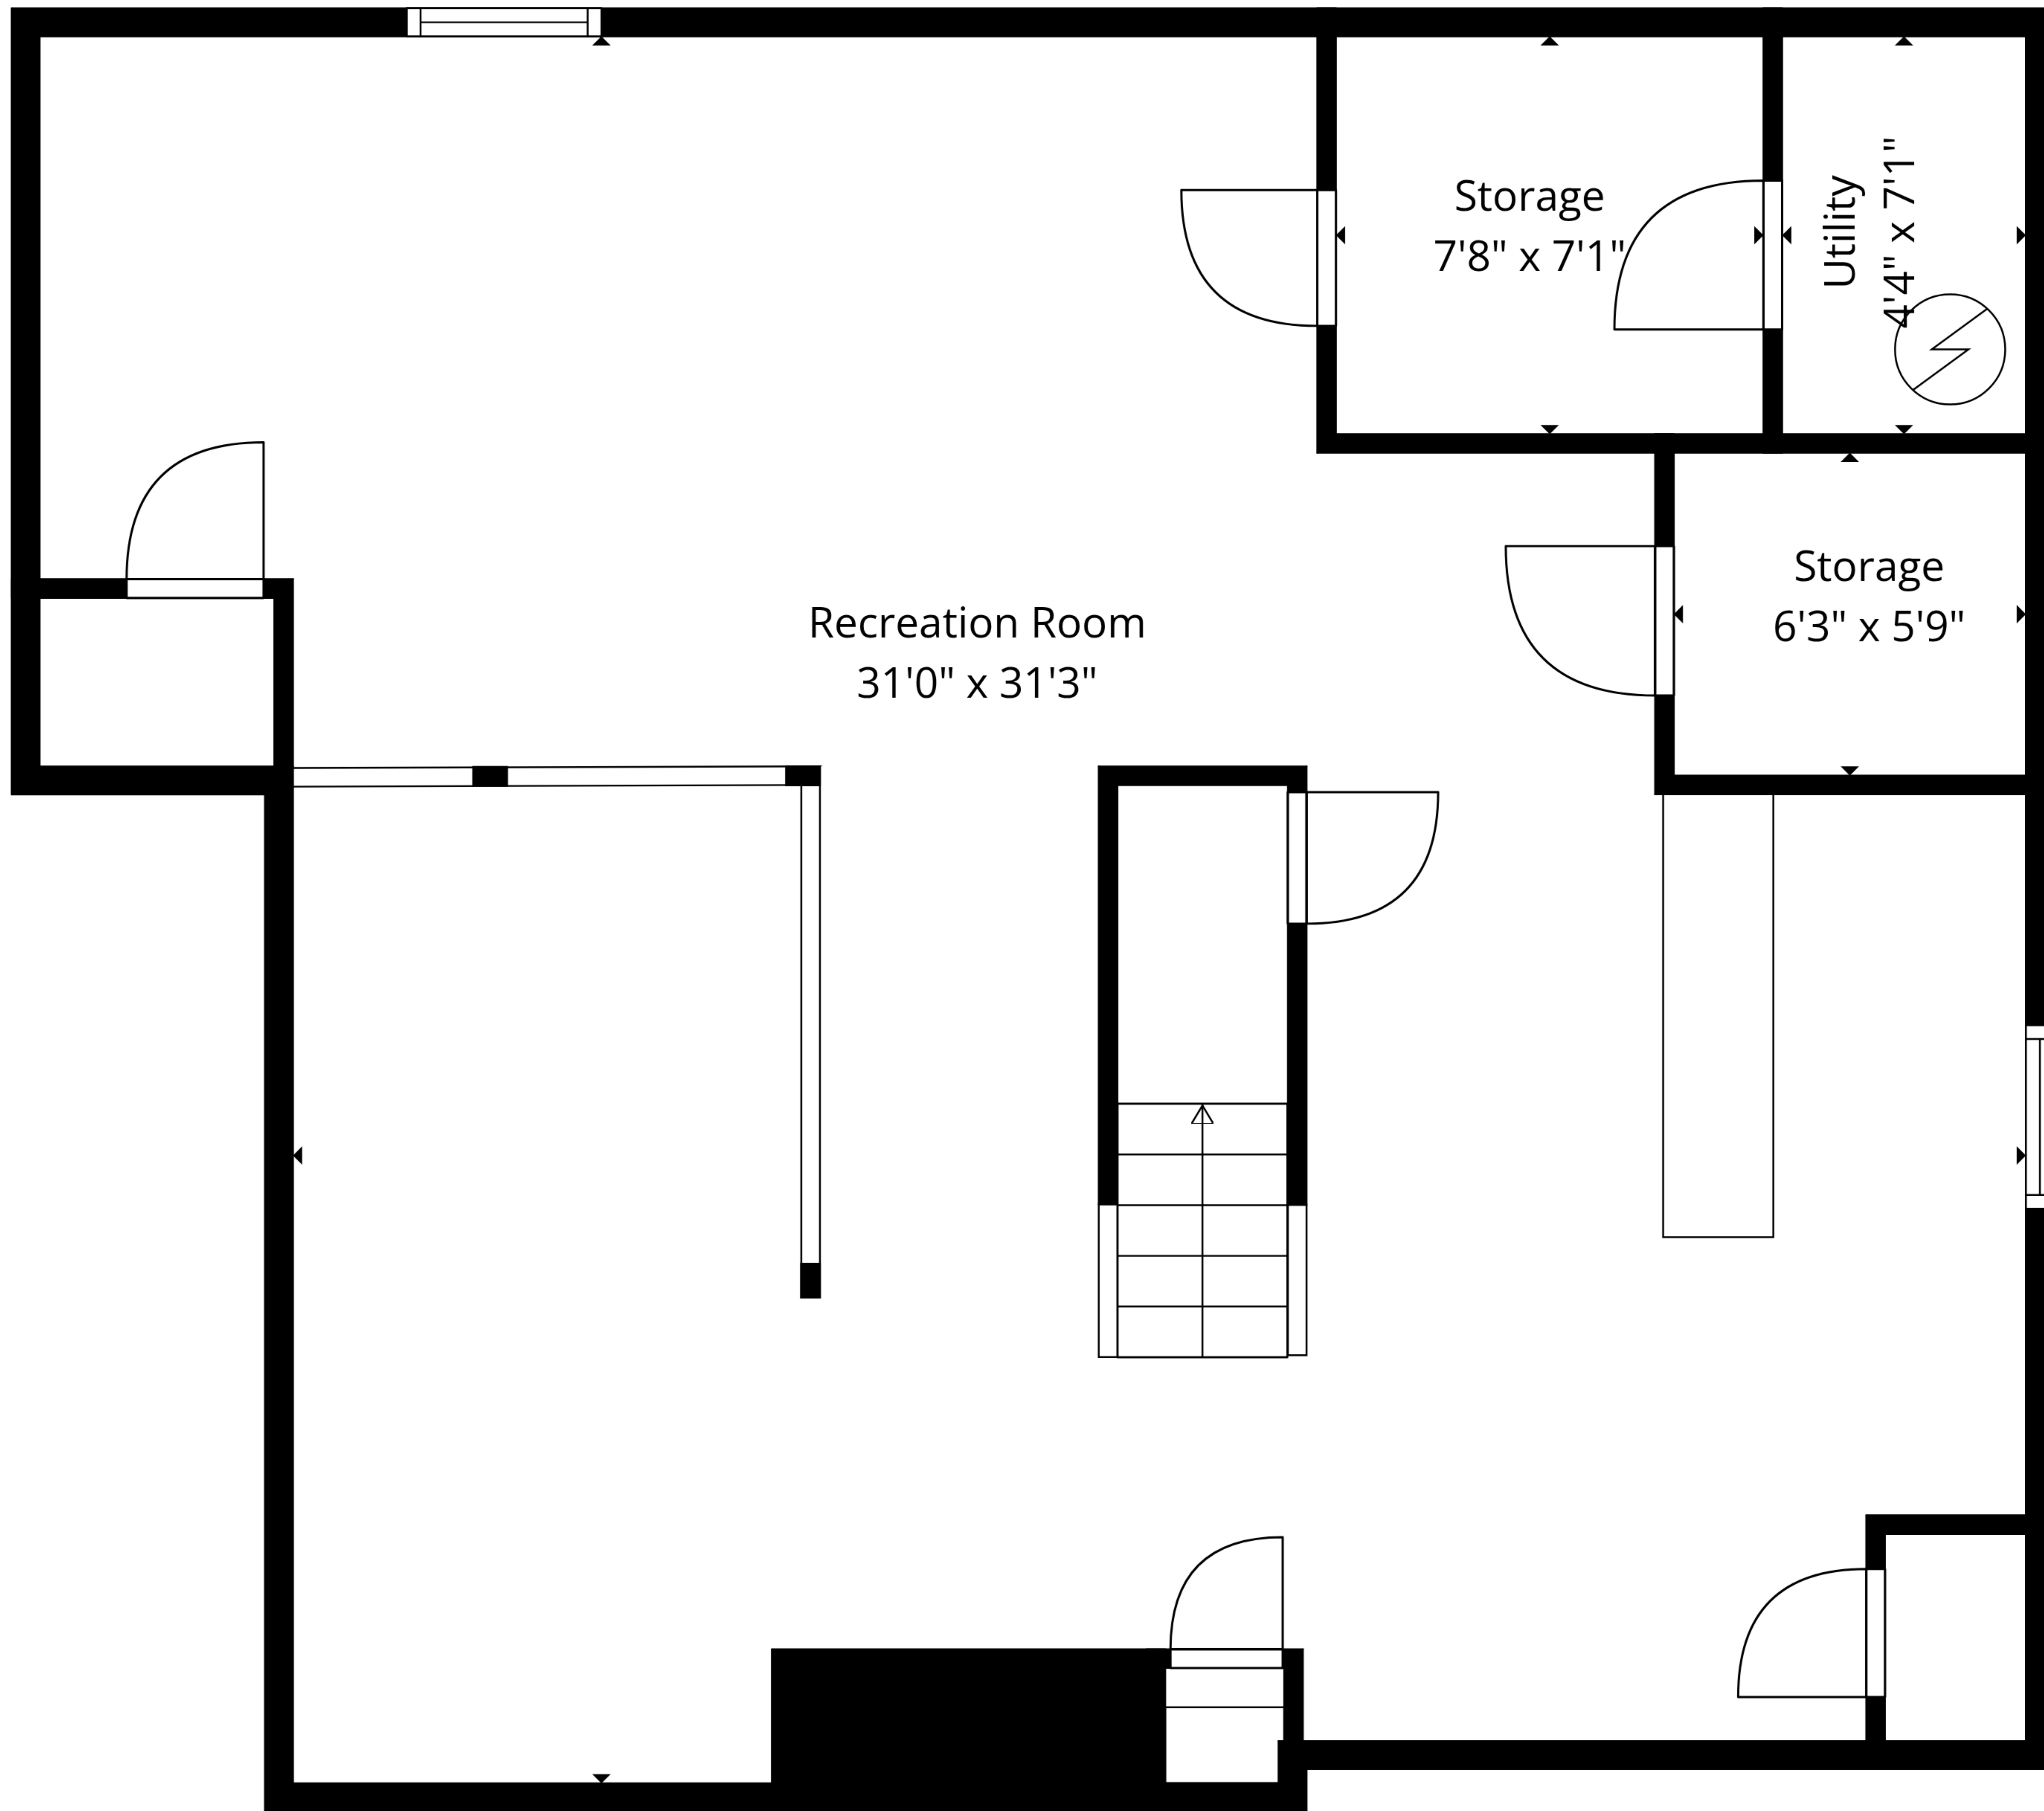 Storage
7'8" x 7'1"
Utility
4'4" x 7'1"
Storage
6'3" x 5'9"
Recreation Room
31'0" x 31'3"